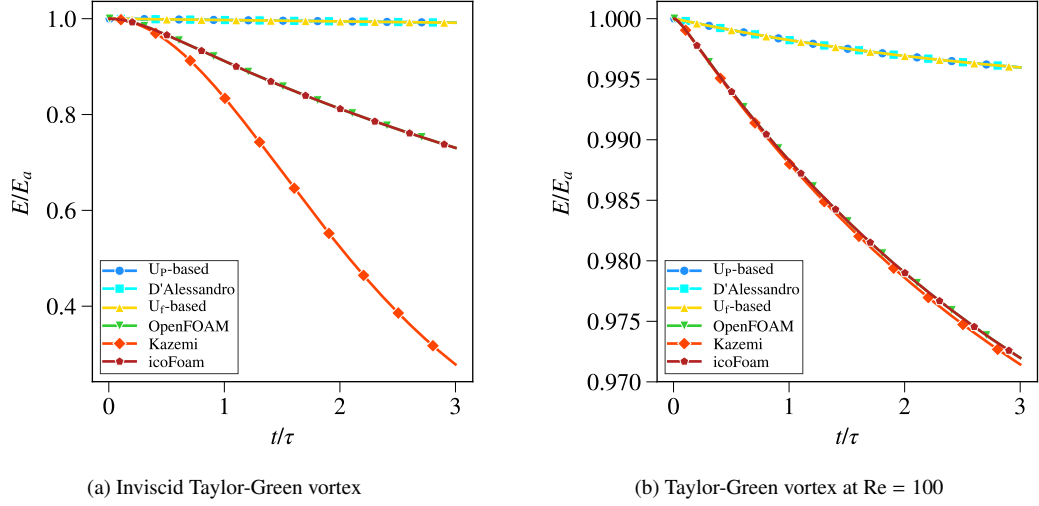 1.0
0.8
0.6
0.4
E/Eₐ
U_P-based
D'Alessandro
U_f-based
OpenFOAM
Kazemi
icoFoam
0 1 2 3
t/τ
(a) Inviscid Taylor-Green vortex
1.000
0.995
0.990
0.985
0.980
0.975
0.970
E/Eₐ
U_P-based
D'Alessandro
U_f-based
OpenFOAM
Kazemi
icoFoam
0 1 2 3
t/τ
(b) Taylor-Green vortex at Re = 100